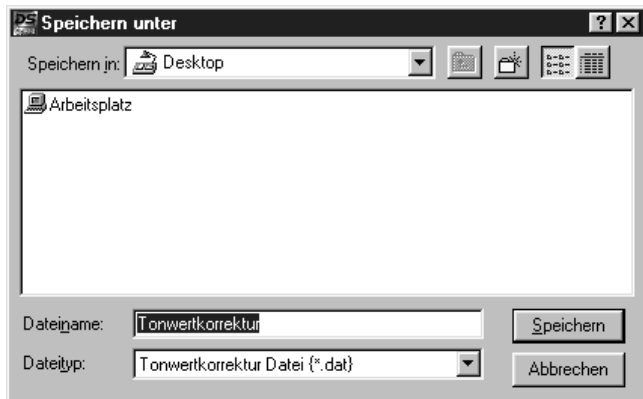 Speichern unter
Speichern in: Desktop
Arbeitsplatz
Dateiname: Tonwertkorrektur Speichern
Dateityp: Tonwertkorrektur Datei {*.dat} Abbrechen